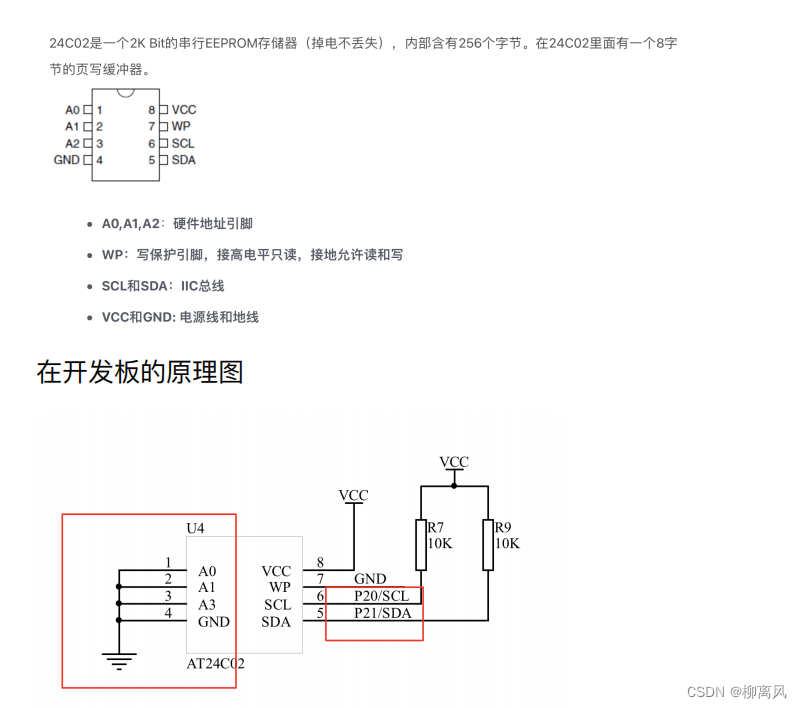 24C02是一个2K Bit的串行EEPROM存储器（掉电不丢失），内部含有256个字节。在24C02里面有一个8字
节的页写缓冲器。
A0 1 8 VCC
A1 2 7 WP
A2 3 6 SCL
GND 4 5 SDA
A0,A1,A2：硬件地址引脚
WP：写保护引脚，接高电平只读，接地允许读和写
SCL和SDA：IIC总线
VCC和GND: 电源线和地线
在开发板的原理图
VCC
VCC
U4
R7 R9
10K 10K
1 A0 VCC 8
2 A1 WP 7 GND
3 A3 SCL 6 P20/SCL
4 GND SDA 5 P21/SDA
AT24C02
CSDN @柳离风